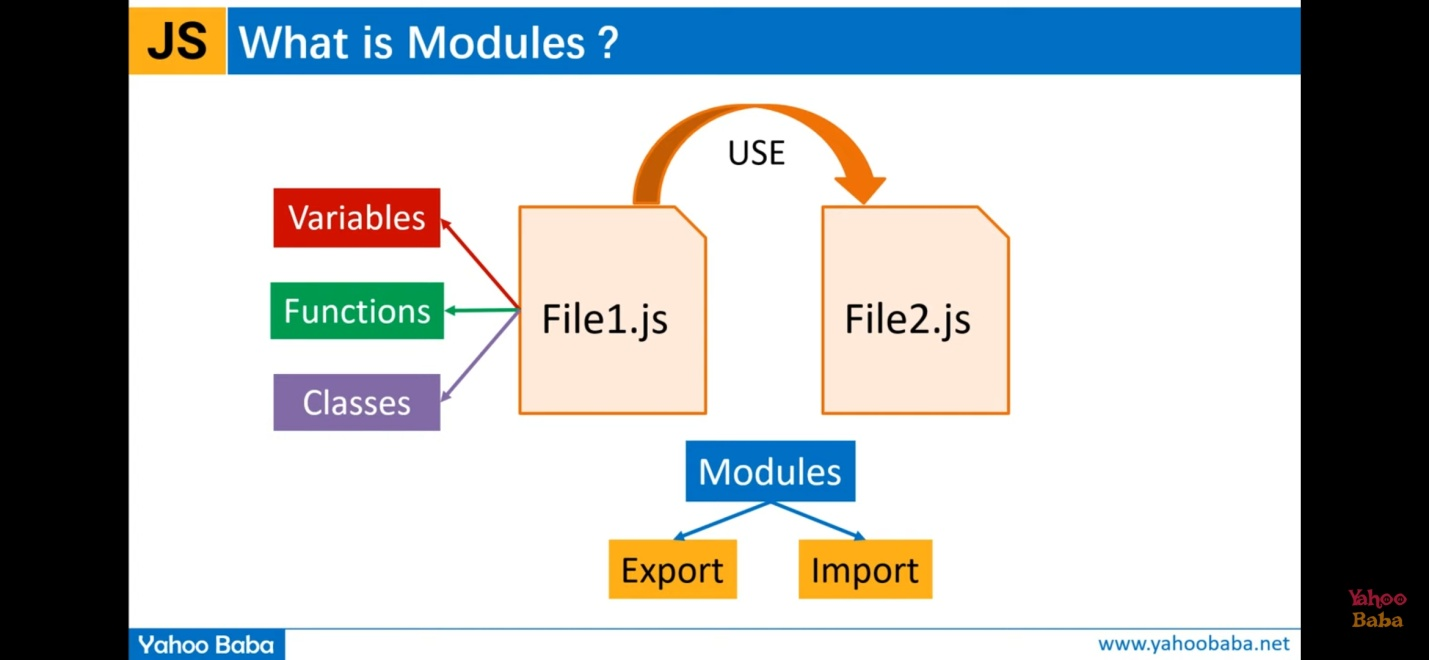 JS What is Modules ?
USE
Variables
Functions
Classes
File1.js
File2.js
Modules
Export
Import
Yahoo Baba
www.yahoobaba.net
Yahoo
Baba